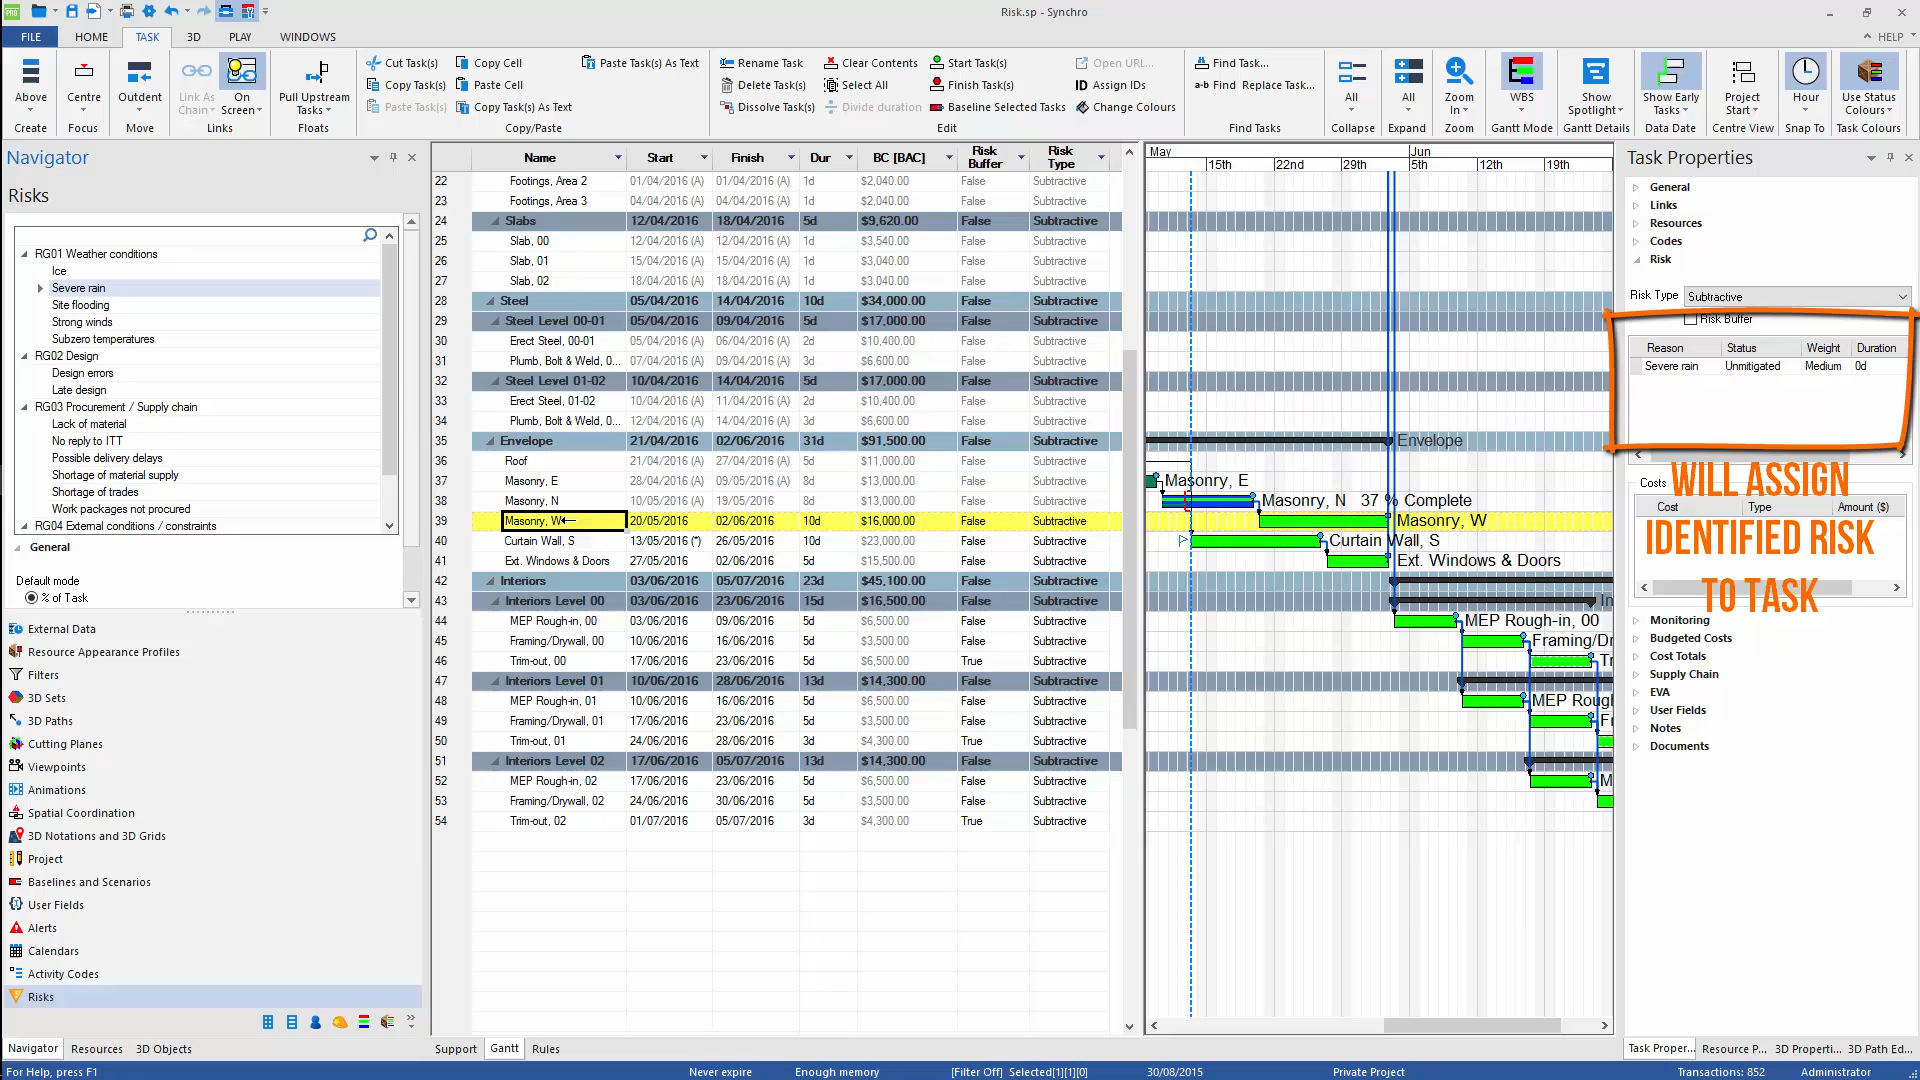 Risk.sp - Synchro
FILE HOME TASK 3D PLAY WINDOWS HELP
Above Create
Centre Focus
Outdent Move
Link As Chain On Screen Links
Pull Upstream Tasks Floats
Cut Task(s) Copy Cell Paste Task(s) As Text
Copy Task(s) Paste Cell
Paste Task(s) Copy Task(s) As Text
Copy/Paste
Rename Task Clear Contents Start Task(s) Open URL...
Delete Task(s) Select All Finish Task(s) Assign IDs
Dissolve Task(s) Divide duration Baseline Selected Tasks Change Colours
Edit
Find Task...
Find Replace Task...
Find Tasks
All Collapse
All Expand
Zoom In Zoom
WBS Gantt Mode
Show Spotlight Gantt Details
Show Early Tasks Data Date
Project Start Centre View
Hour Snap To
Use Status Colours Task Colours
Navigator
Risks
RG01 Weather conditions
Ice
Severe rain
Site flooding
Strong winds
Subzero temperatures
RG02 Design
Design errors
Late design
RG03 Procurement / Supply chain
Lack of material
No reply to ITT
Possible delivery delays
Shortage of material supply
Shortage of trades
Work packages not procured
RG04 External conditions / constraints
General
Default mode
% of Task
External Data
Resource Appearance Profiles
Filters
3D Sets
3D Paths
Cutting Planes
Viewpoints
Animations
Spatial Coordination
3D Notations and 3D Grids
Project
Baselines and Scenarios
User Fields
Alerts
Calendars
Activity Codes
Risks
Navigator Resources 3D Objects
Name Start Finish Dur BC [BAC] Risk Buffer Risk Type
22 Footings, Area 2 01/04/2016 (A) 01/04/2016 (A) 1d $2,040.00 False Subtractive
23 Footings, Area 3 04/04/2016 (A) 04/04/2016 (A) 1d $2,040.00 False Subtractive
24 Slabs 12/04/2016 18/04/2016 5d $9,620.00 False Subtractive
25 Slab, 00 12/04/2016 (A) 12/04/2016 (A) 1d $3,540.00 False Subtractive
26 Slab, 01 15/04/2016 (A) 15/04/2016 (A) 1d $3,040.00 False Subtractive
27 Slab, 02 18/04/2016 (A) 18/04/2016 (A) 1d $3,040.00 False Subtractive
28 Steel 05/04/2016 14/04/2016 10d $34,000.00 False Subtractive
29 Steel Level 00-01 05/04/2016 09/04/2016 5d $17,000.00 False Subtractive
30 Erect Steel, 00-01 05/04/2016 (A) 06/04/2016 (A) 2d $10,400.00 False Subtractive
31 Plumb, Bolt & Weld, 0... 07/04/2016 (A) 09/04/2016 (A) 3d $6,600.00 False Subtractive
32 Steel Level 01-02 10/04/2016 14/04/2016 5d $17,000.00 False Subtractive
33 Erect Steel, 01-02 10/04/2016 (A) 11/04/2016 (A) 2d $10,400.00 False Subtractive
34 Plumb, Bolt & Weld, 0... 12/04/2016 (A) 14/04/2016 (A) 3d $6,600.00 False Subtractive
35 Envelope 21/04/2016 02/06/2016 31d $91,500.00 False Subtractive
36 Roof 21/04/2016 (A) 27/04/2016 (A) 5d $11,000.00 False Subtractive
37 Masonry, E 28/04/2016 (A) 09/05/2016 (A) 8d $13,000.00 False Subtractive
38 Masonry, N 10/05/2016 (A) 19/05/2016 8d $13,000.00 False Subtractive
39 Masonry, W 20/05/2016 02/06/2016 10d $16,000.00 False Subtractive
40 Curtain Wall, S 13/05/2016 (*) 26/05/2016 10d $23,000.00 False Subtractive
41 Ext. Windows & Doors 27/05/2016 02/06/2016 5d $15,500.00 False Subtractive
42 Interiors 03/06/2016 05/07/2016 23d $45,100.00 False Subtractive
43 Interiors Level 00 03/06/2016 23/06/2016 15d $16,500.00 False Subtractive
44 MEP Rough-in, 00 03/06/2016 09/06/2016 5d $6,500.00 False Subtractive
45 Framing/Drywall, 00 10/06/2016 16/06/2016 5d $3,500.00 False Subtractive
46 Trim-out, 00 17/06/2016 23/06/2016 5d $6,500.00 True Subtractive
47 Interiors Level 01 10/06/2016 28/06/2016 13d $14,300.00 False Subtractive
48 MEP Rough-in, 01 10/06/2016 16/06/2016 5d $6,500.00 False Subtractive
49 Framing/Drywall, 01 17/06/2016 23/06/2016 5d $3,500.00 False Subtractive
50 Trim-out, 01 24/06/2016 28/06/2016 3d $4,300.00 True Subtractive
51 Interiors Level 02 17/06/2016 05/07/2016 13d $14,300.00 False Subtractive
52 MEP Rough-in, 02 17/06/2016 23/06/2016 5d $6,500.00 False Subtractive
53 Framing/Drywall, 02 24/06/2016 30/06/2016 5d $3,500.00 False Subtractive
54 Trim-out, 02 01/07/2016 05/07/2016 3d $4,300.00 True Subtractive
Support Gantt Rules
May Jun
15th 22nd 29th 5th 12th 19th
Envelope
Masonry, E
Masonry, N 37 % Complete
Masonry, W
Curtain Wall, S
Ext. Windows & Doors
In
MEP Rough-in, 00
Framing/Dr
Tr
MEP Roug
Fr
M
Task Properties
General
Links
Resources
Codes
Risk
Risk Type Subtractive
Risk Buffer
Reason Status Weight Duration
Severe rain Unmitigated Medium 0d
WILL ASSIGN
IDENTIFIED RISK
TO TASK
Costs
Cost Type Amount ($)
Monitoring
Budgeted Costs
Cost Totals
Supply Chain
EVA
User Fields
Notes
Documents
Task Proper... Resource P... 3D Properti... 3D Path Ed...
For Help, press F1 Never expire Enough memory [Filter Off] Selected[1][1][0] 30/08/2015 Private Project Transactions: 852 Administrator